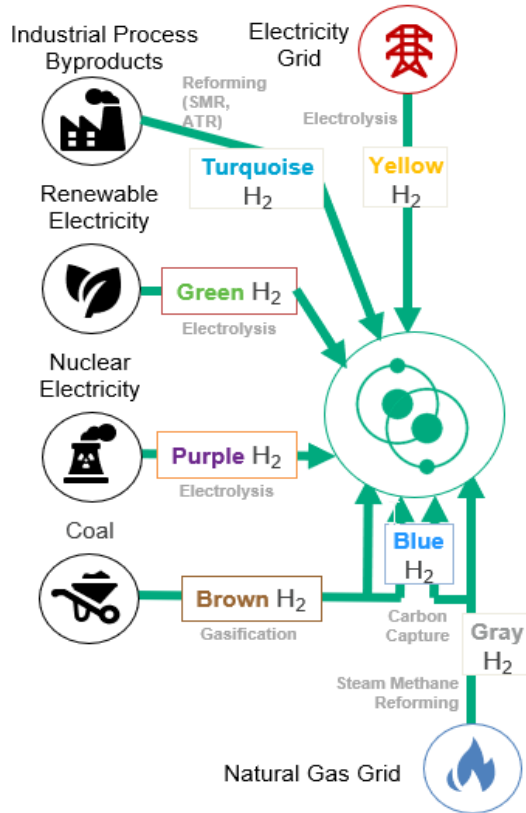 Industrial Process
Byproducts
Electricity
Grid
Reforming
(SMR,
ATR)
Electrolysis
Turquoise
H₂
Yellow
H₂
Renewable
Electricity
Green H₂
Electrolysis
Nuclear
Electricity
Purple H₂
Electrolysis
Coal
Blue
H₂
Brown H₂
Gasification
Carbon
Capture
Gray
H₂
Steam Methane
Reforming
Natural Gas Grid